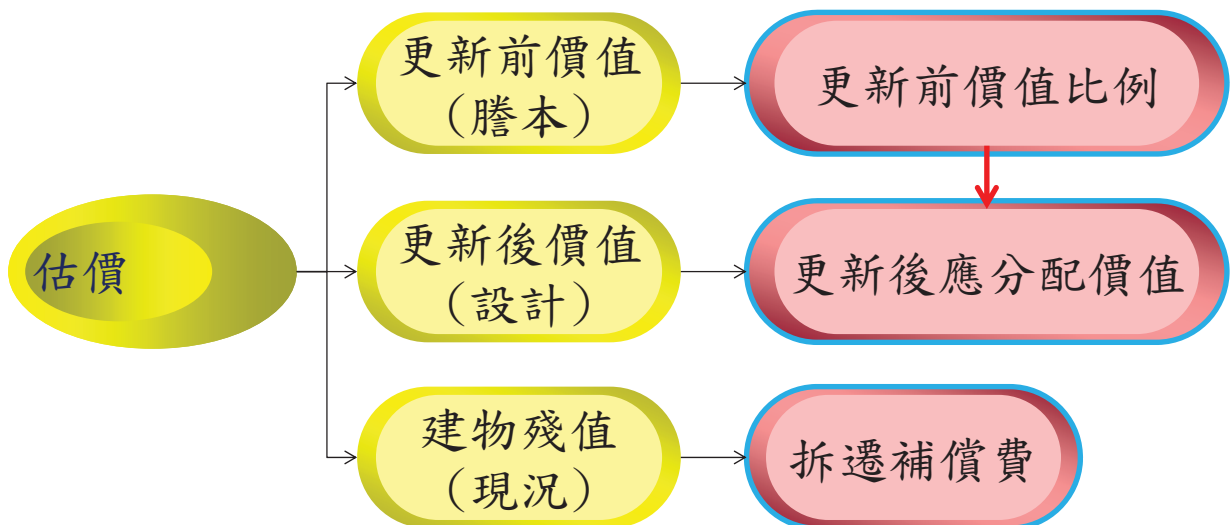 估價
更新前價值
(謄本)
更新前價值比例
更新後價值
(設計)
更新後應分配價值
建物殘值
(現況)
拆遷補償費